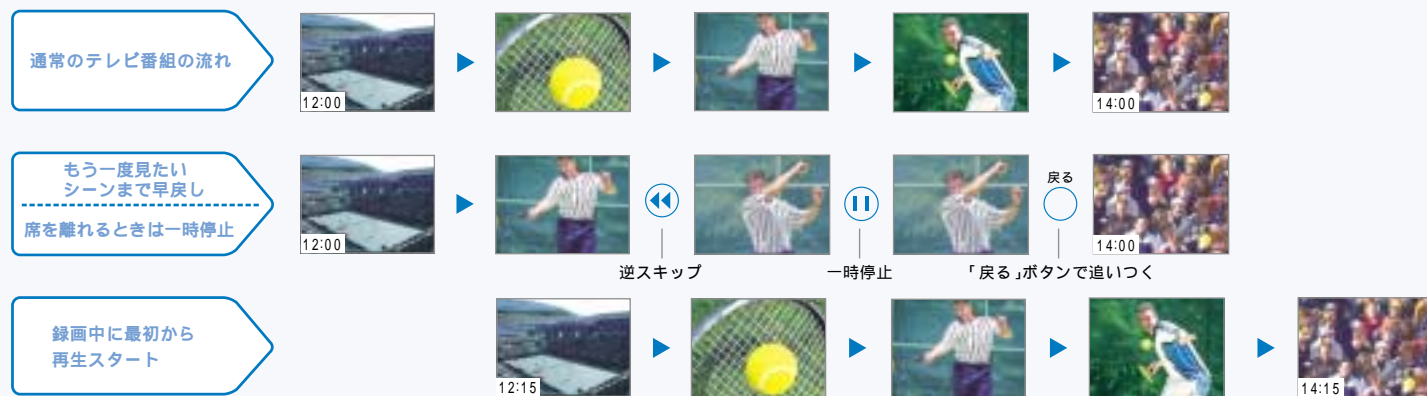 通常のテレビ番組の流れ
12:00
14:00
もう一度見たい
シーンまで早戻し
席を離れるときは一時停止
12:00
戻る
14:00
逆スキップ
一時停止
「戻る」ボタンで追いつく
録画中に最初から
再生スタート
12:15
14:15